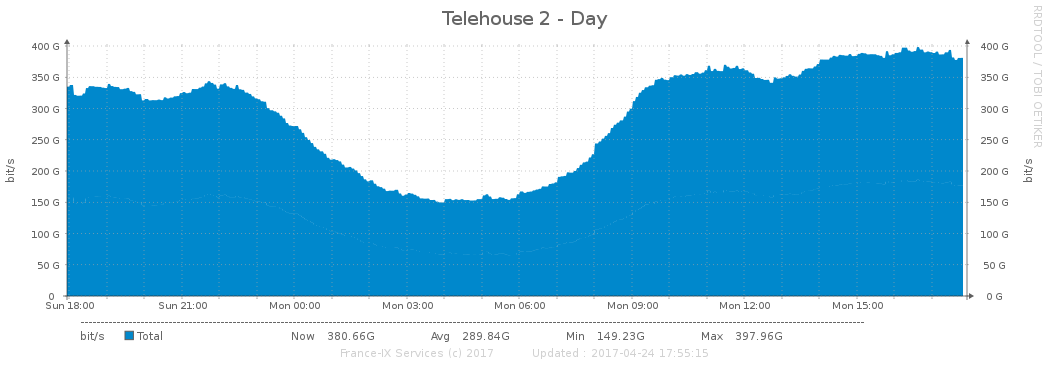 Telehouse 2 - Day
RRDTOOL / TOBI OETIKER
bit/s
400 G
350 G
300 G
250 G
200 G
150 G
100 G
50 G
0
400 G
350 G
300 G
250 G
200 G
150 G
100 G
50 G
0 G
bit/s
Sun 18:00 Sun 21:00 Mon 00:00 Mon 03:00 Mon 06:00 Mon 09:00 Mon 12:00 Mon 15:00
bit/s Total Now 380.66G Avg 289.84G Min 149.23G Max 397.96G
France-IX Services (c) 2017 Updated : 2017-04-24 17:55:15